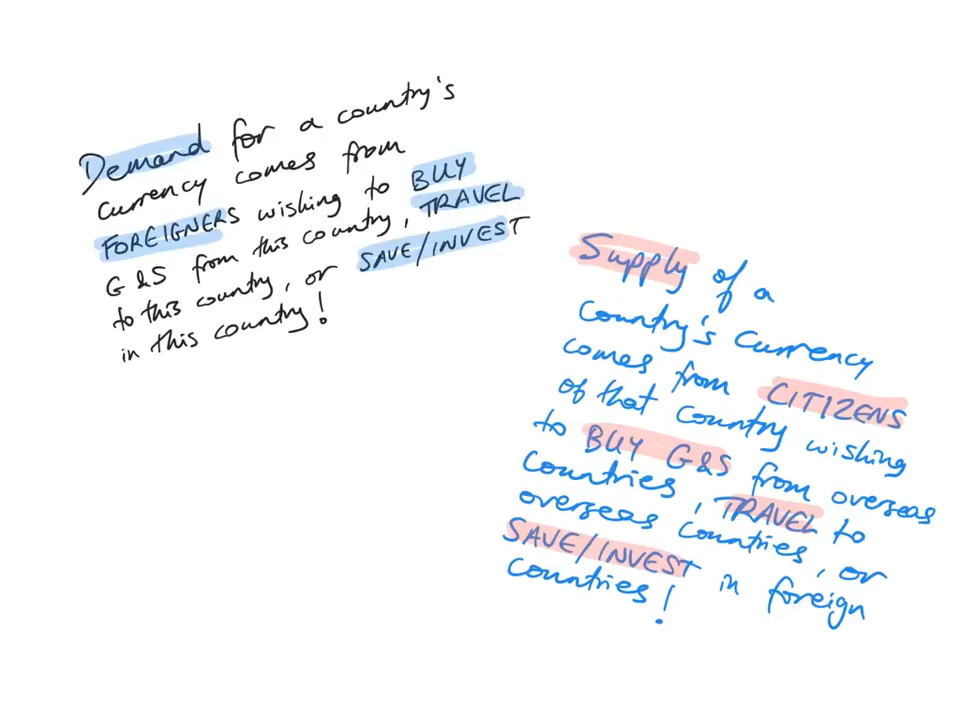 Demand for a country's
currency comes from
FOREIGNERS wishing to BUY
G&S from this country, TRAVEL
to this country, or SAVE/INVEST
in this country!
Supply of a
Country's Currency
comes from CITIZENS
of that Country wishing
to BUY G&S from overseas
Countries, TRAVEL to
overseas Countries, or
SAVE/INVEST in foreign
countries!